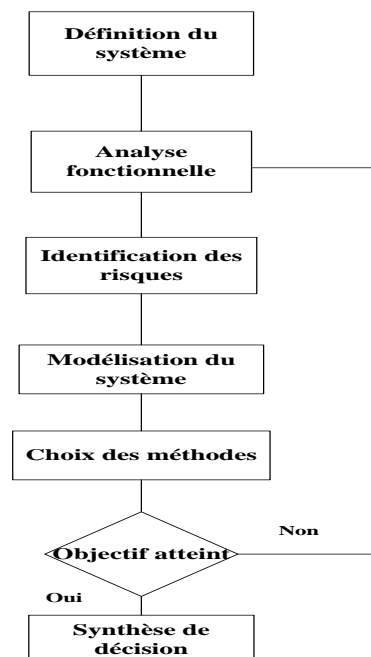 Définition du
système
Analyse
fonctionnelle
Identification des
risques
Modélisation du
système
Choix des méthodes
Objectif atteint
Non
Oui
Synthèse de
décision